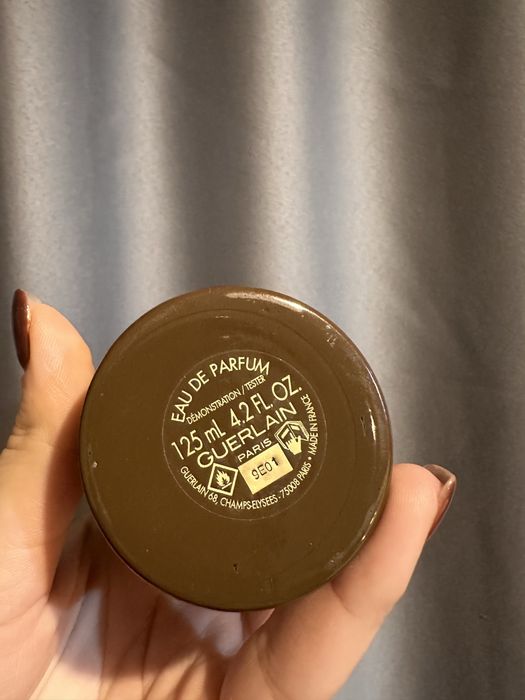 EAU DE PARFUM
DÉMONSTRATION / TESTER
125 ml 4.2 FL. OZ.
GUERLAIN
PARIS
9E01
GUERLAIN 68, CHAMPS-ELYSEES - 75008 PARIS • MADE IN FRANCE